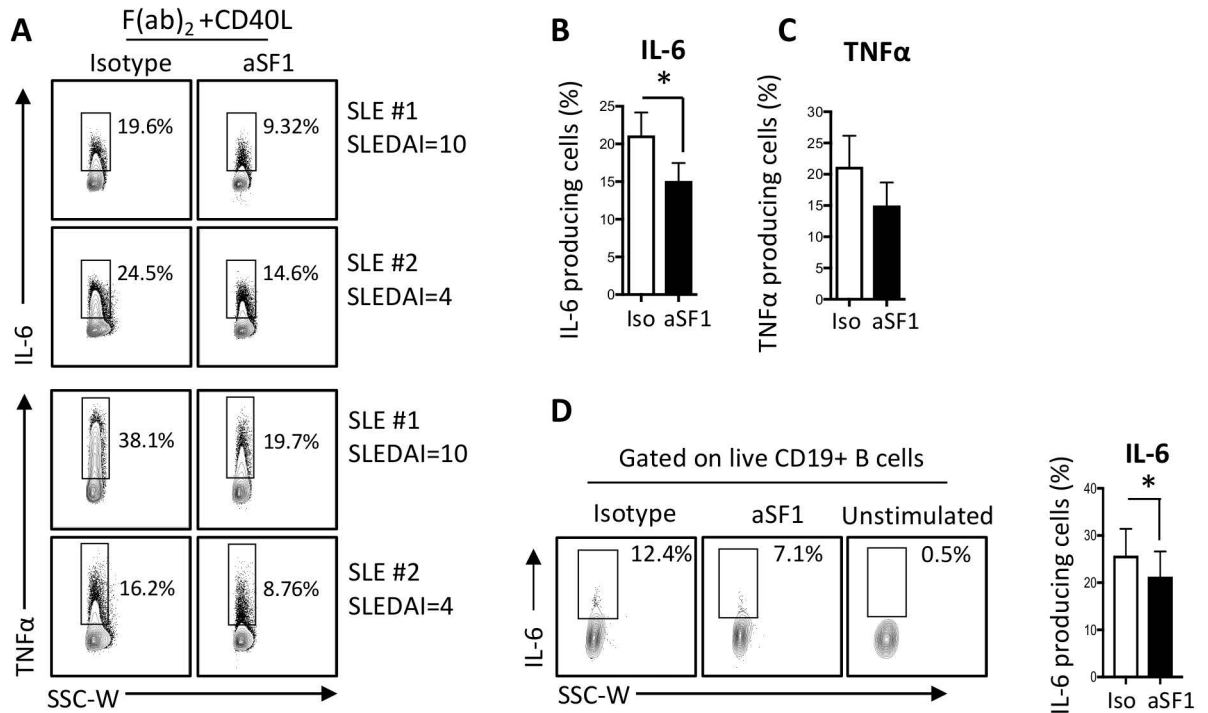 A
F(ab)2 +CD40L
Isotype aSF1
19.6% 9.32%
SLE #1
SLEDAI=10
24.5% 14.6%
SLE #2
SLEDAI=4
IL-6
38.1% 19.7%
SLE #1
SLEDAI=10
16.2% 8.76%
SLE #2
SLEDAI=4
TNFα
SSC-W
B
IL-6
*
IL-6 producing cells (%)
25
20
15
10
5
0
Iso aSF1
C
TNFα
TNFα producing cells (%)
30
25
20
15
10
5
0
Iso aSF1
D
Gated on live CD19+ B cells
Isotype aSF1 Unstimulated
12.4% 7.1% 0.5%
IL-6
SSC-W
IL-6
*
IL-6 producing cells (%)
40
30
20
10
0
Iso aSF1